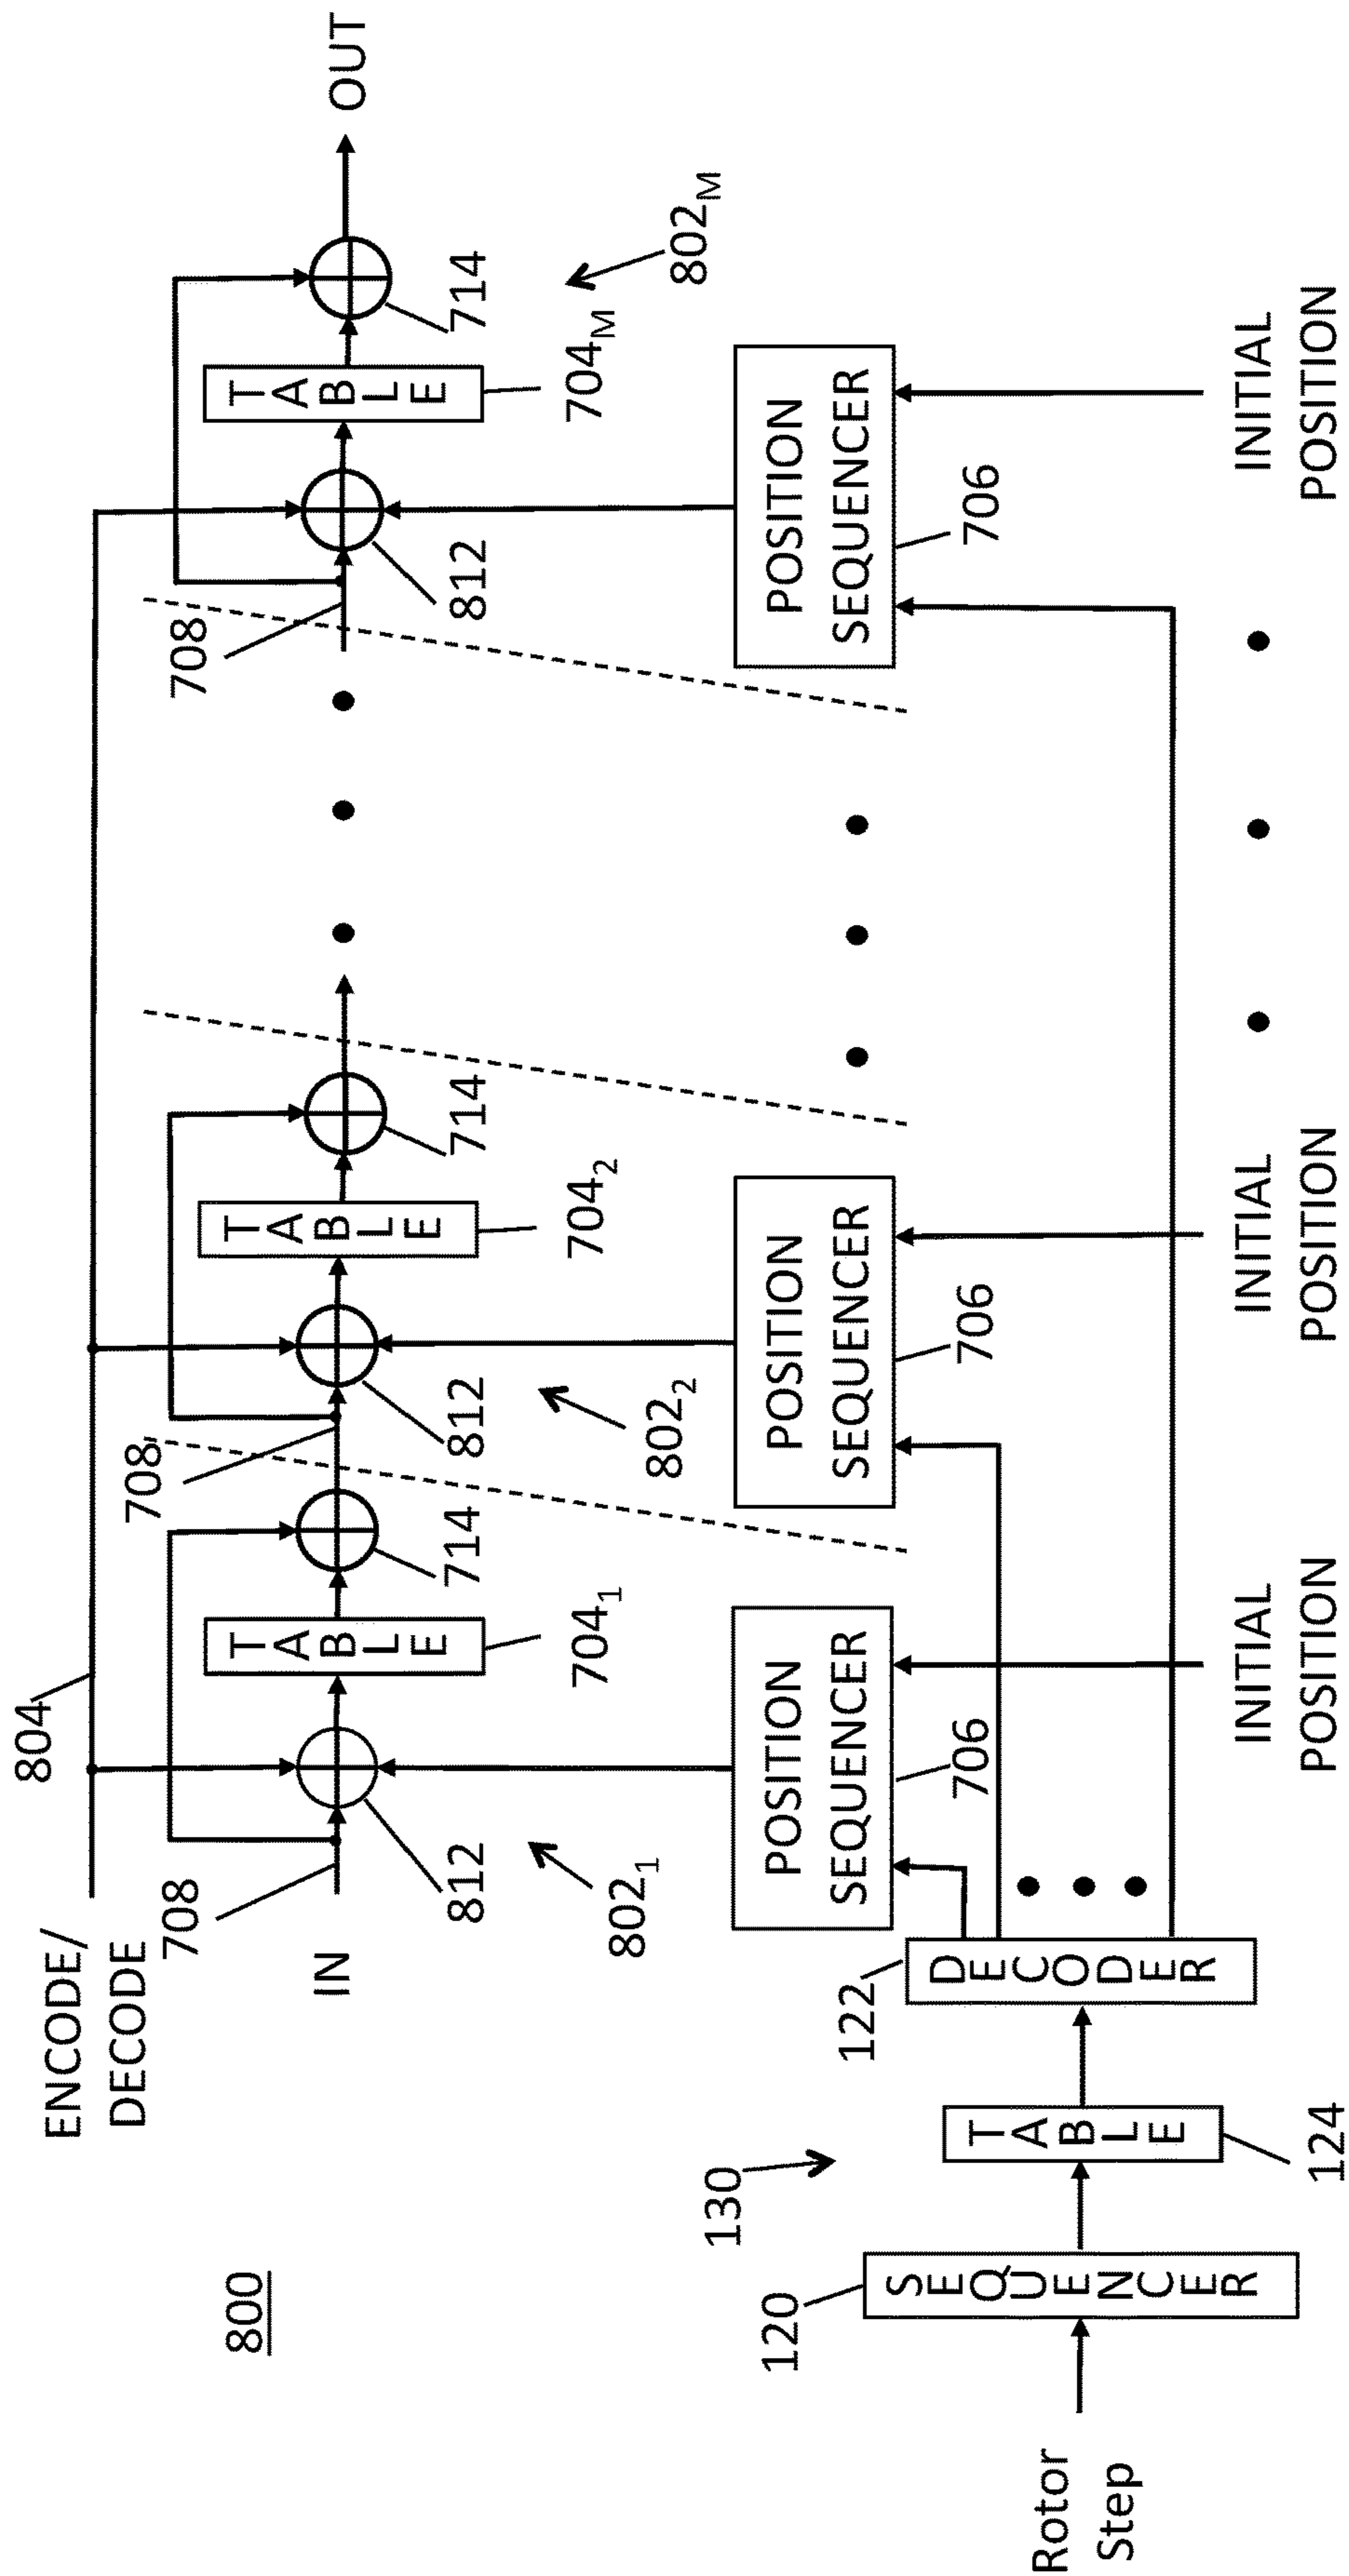 800
ENCODE/
DECODE
804
IN
708
812
802₁
TABLE
704₁
714
708
812
802₂
TABLE
704₂
714
708
812
TABLE
704M
714
802M
OUT
POSITION
SEQUENCER
706
POSITION
SEQUENCER
706
POSITION
SEQUENCER
706
Rotor
Step
120
SEQUENCER
130
TABLE
124
122
DECODER
INITIAL
POSITION
INITIAL
POSITION
INITIAL
POSITION